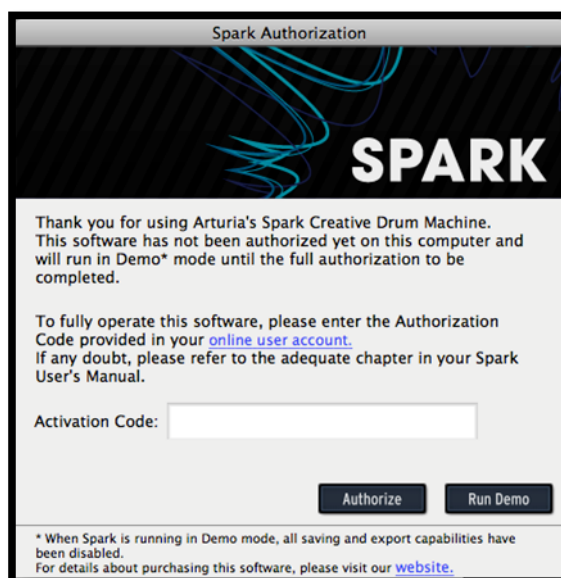 Spark Authorization
SPARK
Thank you for using Arturia's Spark Creative Drum Machine.
This software has not been authorized yet on this computer and
will run in Demo* mode until the full authorization to be
completed.
To fully operate this software, please enter the Authorization
Code provided in your online user account.
If any doubt, please refer to the adequate chapter in your Spark
User's Manual.
Activation Code:
Authorize Run Demo
* When Spark is running in Demo mode, all saving and export capabilities have
been disabled.
For details about purchasing this software, please visit our website.